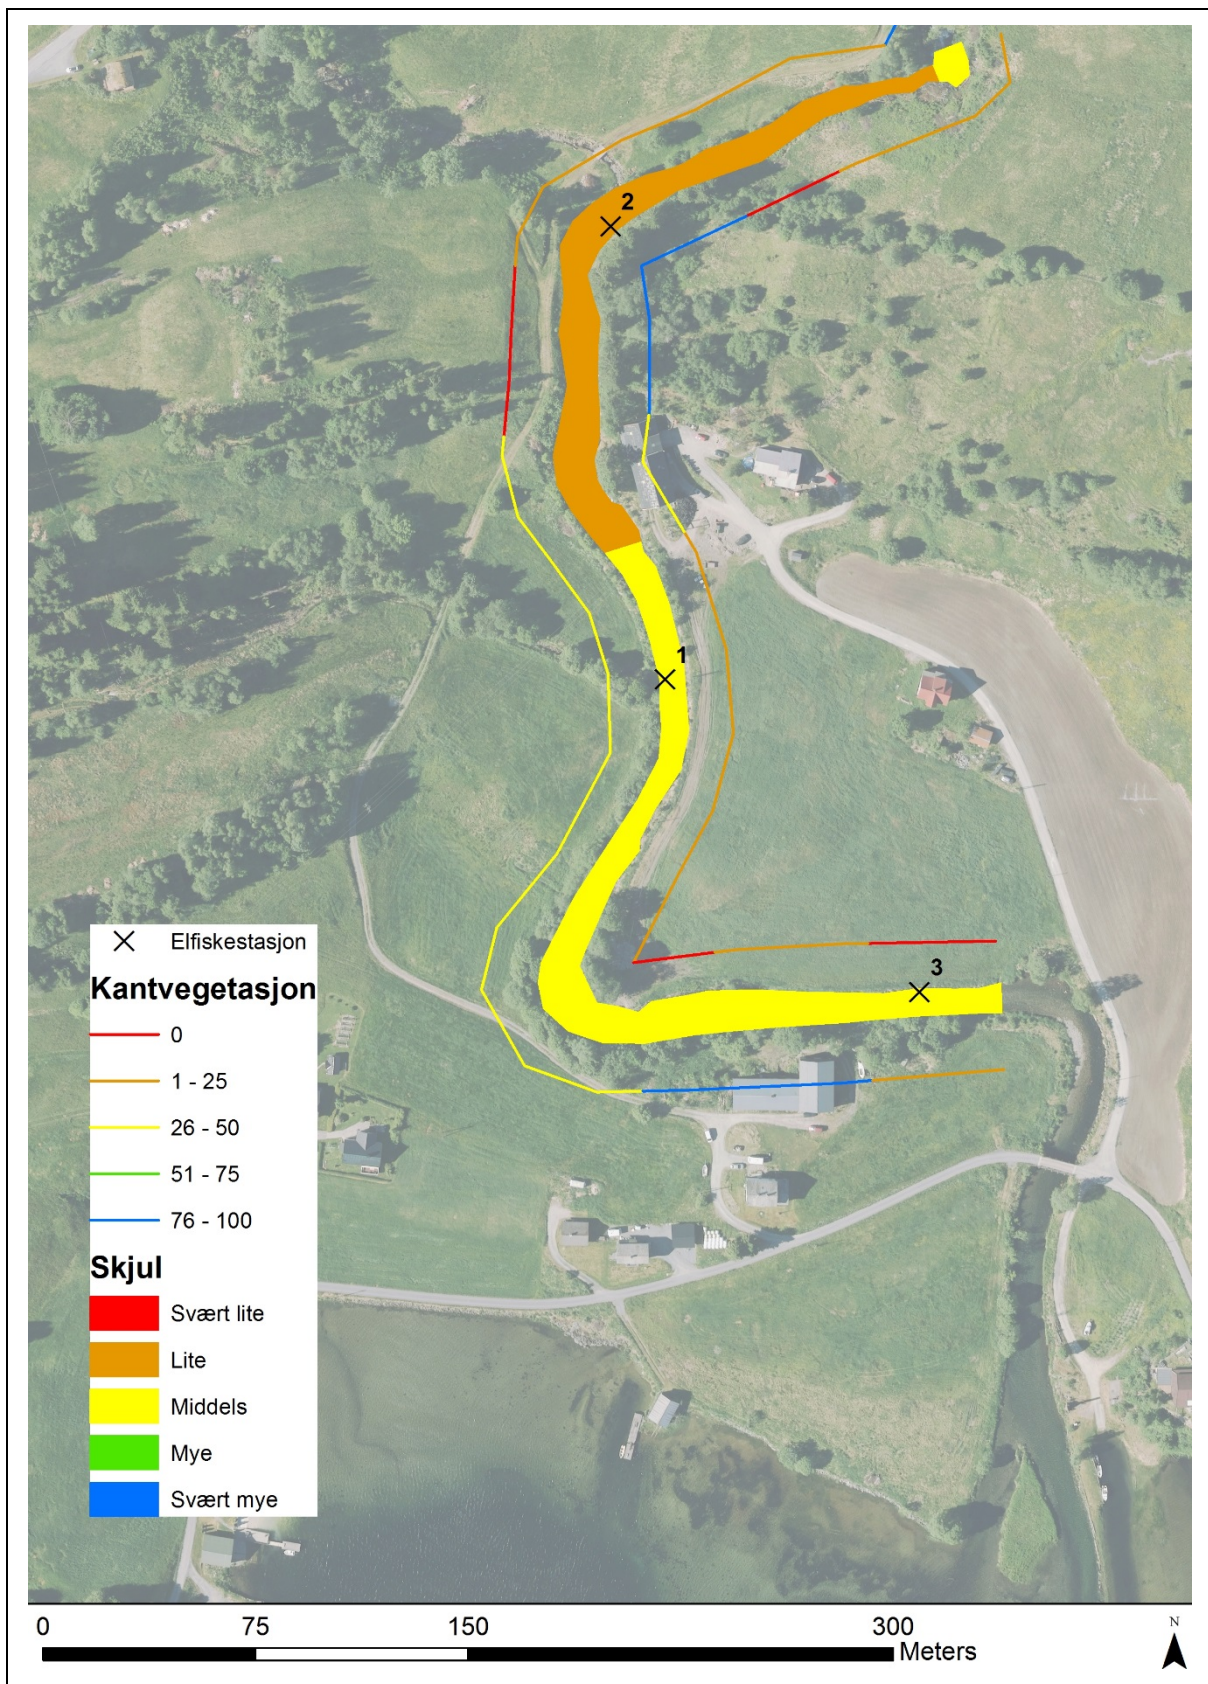 2
1
3
Elfiskestasjon
Kantvegetasjon
0
1 - 25
26 - 50
51 - 75
76 - 100
Skjul
Svært lite
Lite
Middels
Mye
Svært mye
0 75 150 300
Meters
N